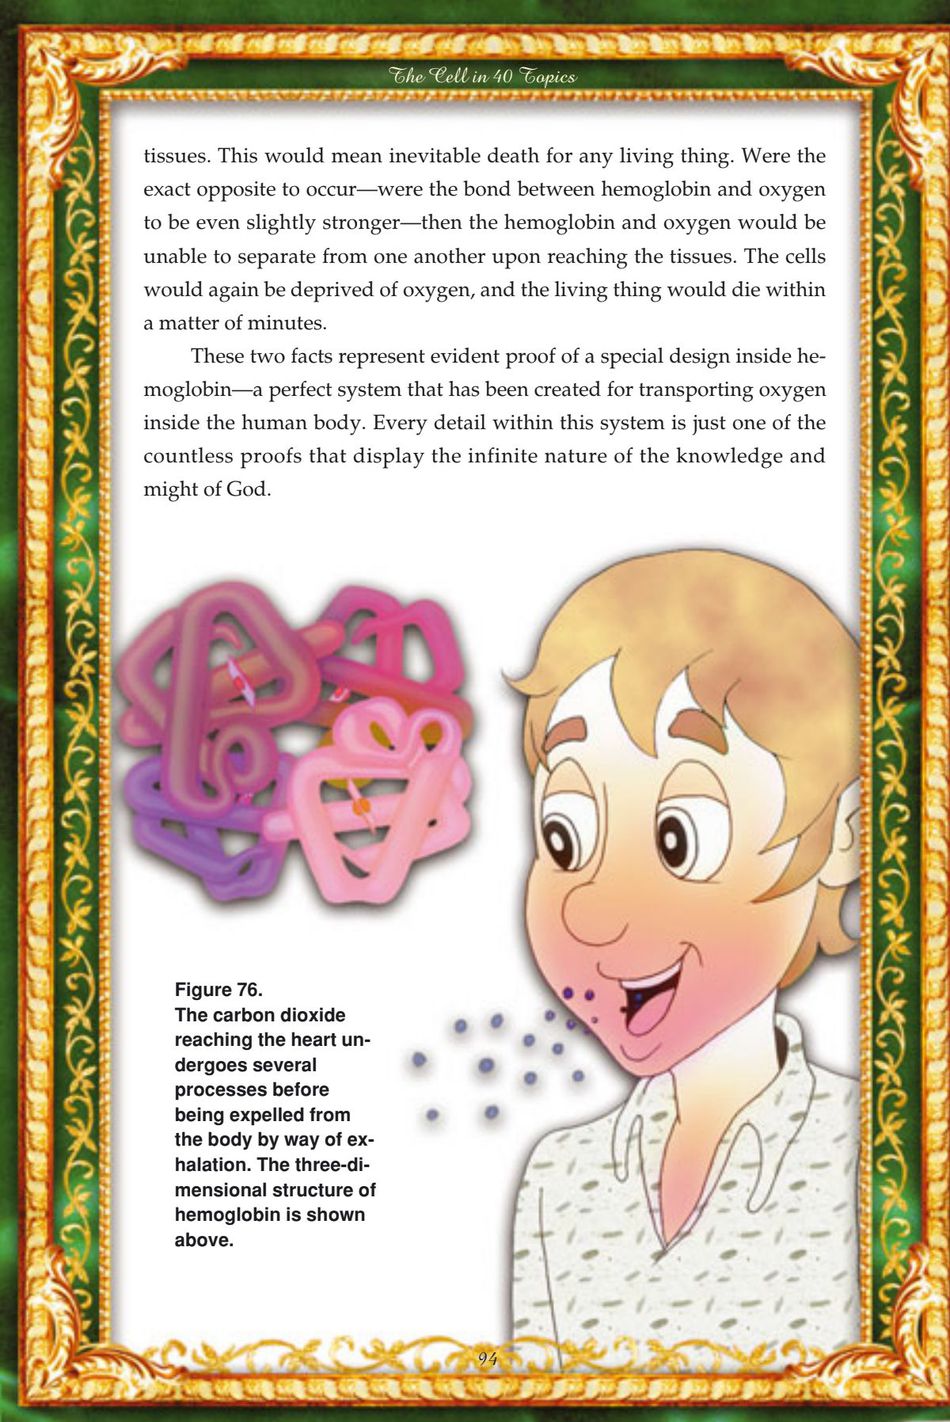 The Cell in 40 Topics
tissues. This would mean inevitable death for any living thing. Were the
exact opposite to occur—were the bond between hemoglobin and oxygen
to be even slightly stronger—then the hemoglobin and oxygen would be
unable to separate from one another upon reaching the tissues. The cells
would again be deprived of oxygen, and the living thing would die within
a matter of minutes.
These two facts represent evident proof of a special design inside he-
moglobin—a perfect system that has been created for transporting oxygen
inside the human body. Every detail within this system is just one of the
countless proofs that display the infinite nature of the knowledge and
might of God.
Figure 76.
The carbon dioxide
reaching the heart un-
dergoes several
processes before
being expelled from
the body by way of ex-
halation. The three-di-
mensional structure of
hemoglobin is shown
above.
94